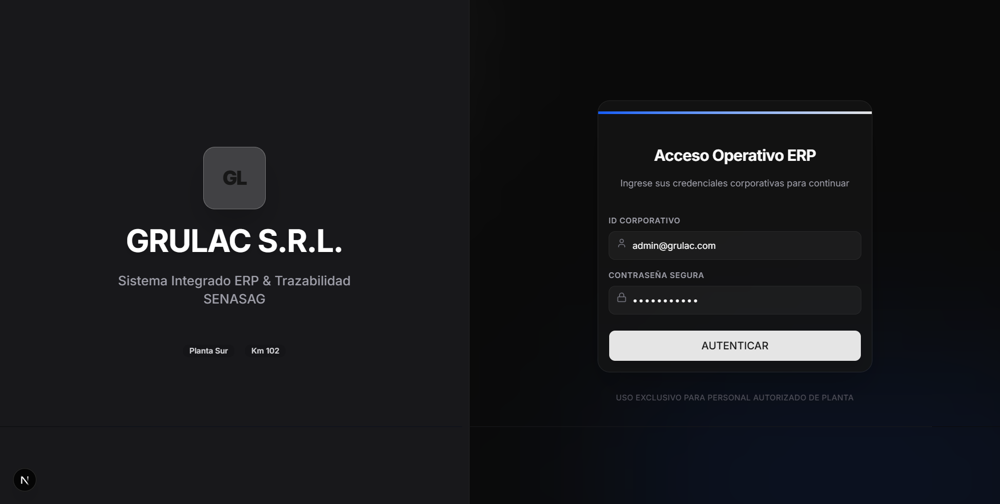 GL
GRULAC S.R.L.
Sistema Integrado ERP & Trazabilidad
SENASAG
Planta Sur
Km 102
N
Acceso Operativo ERP
Ingrese sus credenciales corporativas para continuar
ID CORPORATIVO
admin@grulac.com
CONTRASEÑA SEGURA
•••••••••••
AUTENTICAR
USO EXCLUSIVO PARA PERSONAL AUTORIZADO DE PLANTA